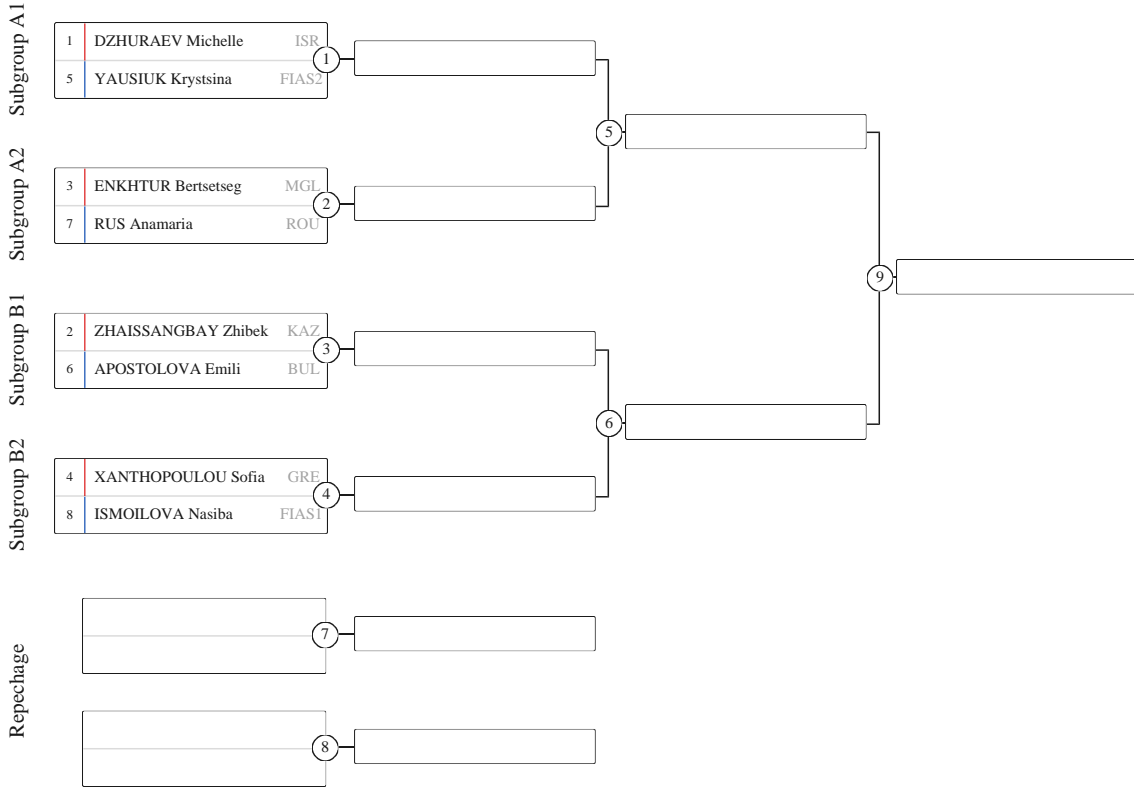 Subgroup A1
1 DZHURAEV Michelle ISR
1
5 YAUSIUK Krystsina FIAS2
5
Subgroup A2
3 ENKHTUR Bertsetseg MGL
2
7 RUS Anamaria ROU
9
Subgroup B1
2 ZHAISSANGBAY Zhibek KAZ
3
6 APOSTOLOVA Emili BUL
6
Subgroup B2
4 XANTHOPOULOU Sofia GRE
4
8 ISMOILOVA Nasiba FIAS1
Repechage
7
8